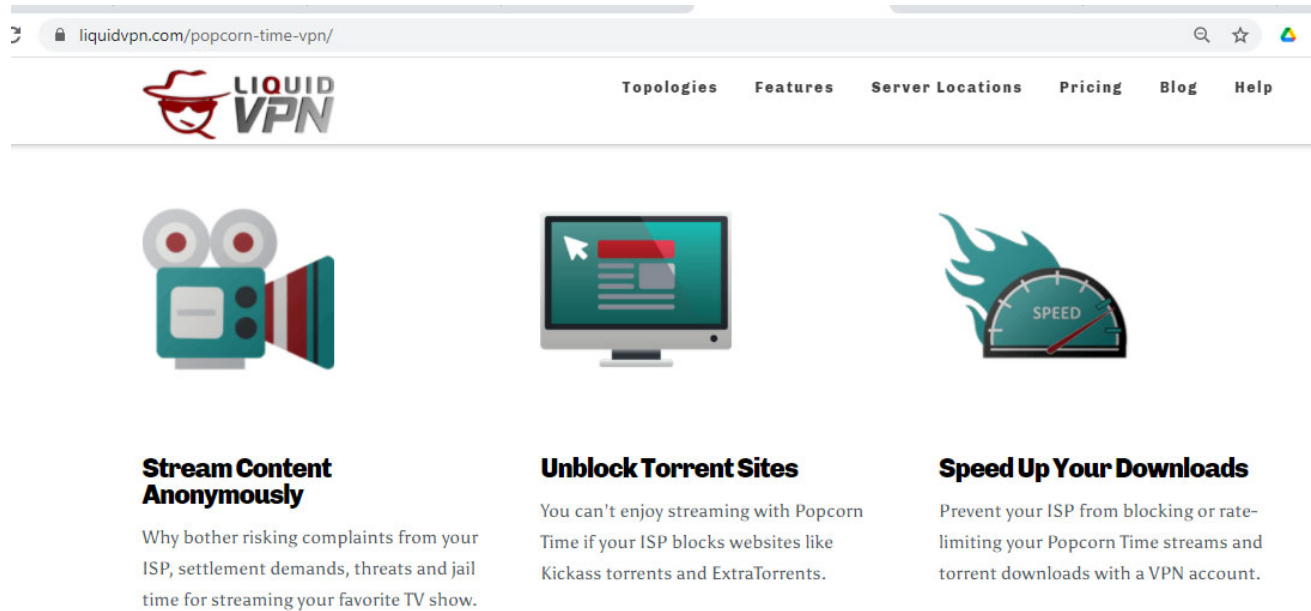 liquidvpn.com/popcorn-time-vpn/
LIQUID
VPN
Topologies Features Server Locations Pricing Blog Help
SPEED
Stream Content
Anonymously
Why bother risking complaints from your
ISP, settlement demands, threats and jail
time for streaming your favorite TV show.
Unblock Torrent Sites
You can't enjoy streaming with Popcorn
Time if your ISP blocks websites like
Kickass torrents and ExtraTorrents.
Speed Up Your Downloads
Prevent your ISP from blocking or rate-
limiting your Popcorn Time streams and
torrent downloads with a VPN account.